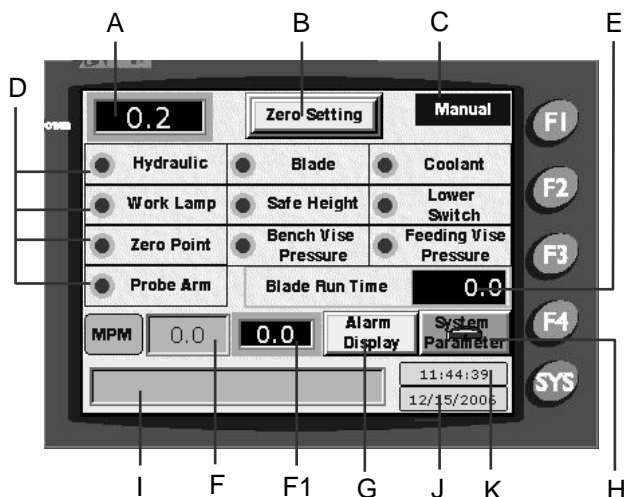 A B C E
D
0.2 Zero Setting Manual
F1
Hydraulic Blade Coolant
F2
Work Lamp Safe Height Lower Switch
Zero Point Bench Vise Pressure Feeding Vise Pressure
F3
Probe Arm Blade Run Time 0.0
MPM 0.0 0.0 Alarm Display System Parameter
F4
11:44:39
SYS
12/15/2006
I F F1 G J K H